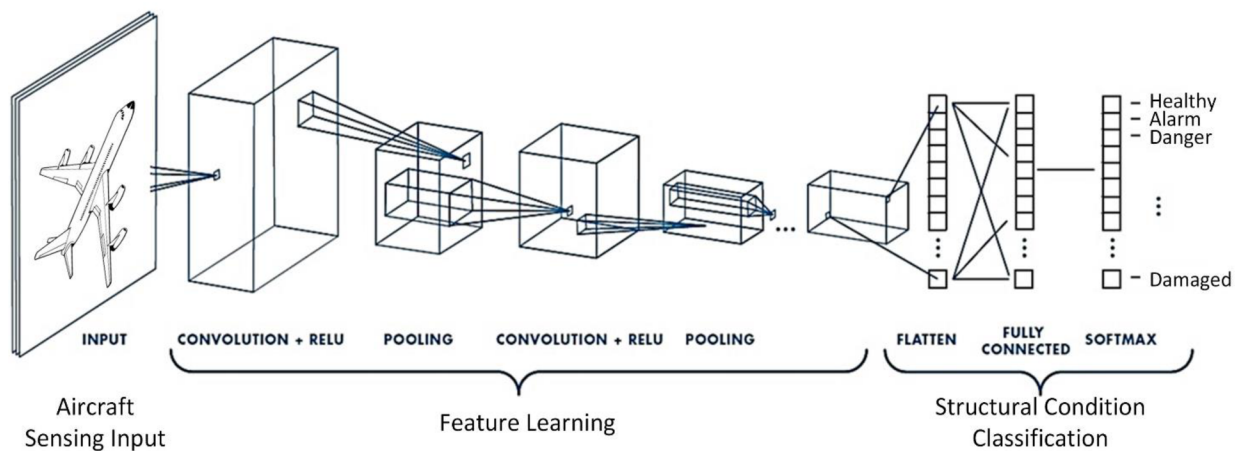 Healthy
Alarm
Danger
Damaged
INPUT
CONVOLUTION + RELU
POOLING
CONVOLUTION + RELU
POOLING
FLATTEN
FULLY
CONNECTED
SOFTMAX
Aircraft
Sensing Input
Feature Learning
Structural Condition
Classification